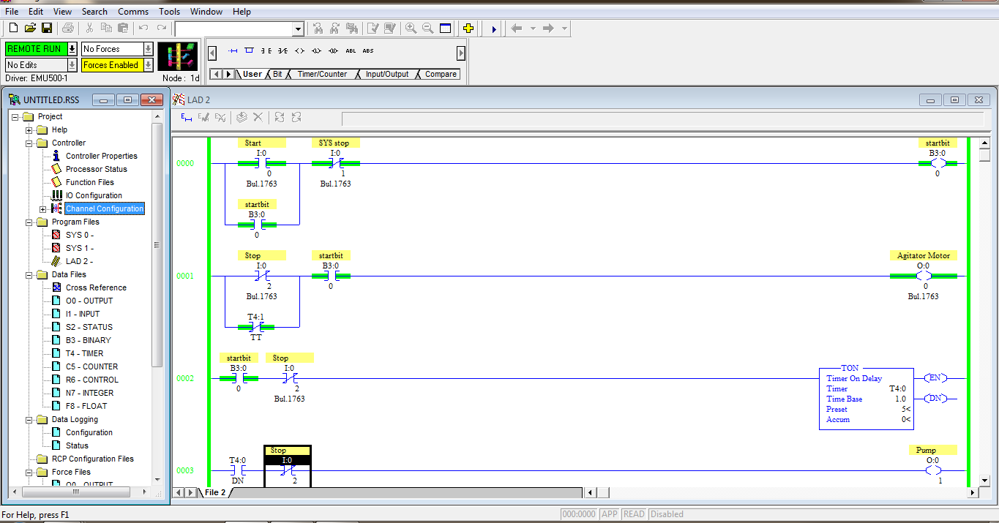 File Edit View Search Comms Tools Window Help
REMOTE RUN No Forces
No Edits Forces Enabled
Driver: EMU500-1 Node : 1d
ABL ABS
User Bit Timer/Counter Input/Output Compare
UNTITLED.RSS
Project
Help
Controller
Controller Properties
Processor Status
Function Files
IO Configuration
Channel Configuration
Program Files
SYS 0 -
SYS 1 -
LAD 2 -
Data Files
Cross Reference
O0 - OUTPUT
I1 - INPUT
S2 - STATUS
B3 - BINARY
T4 - TIMER
C5 - COUNTER
R6 - CONTROL
N7 - INTEGER
F8 - FLOAT
Data Logging
Configuration
Status
RCP Configuration Files
Force Files
O0 - OUTPUT
LAD 2
Start SYS stop startbit
I:0 I:0 B3:0
0000
0 1 0
Bul.1763 Bul.1763
startbit
B3:0
0
Stop startbit Agitator Motor
I:0 B3:0 O:0
0001
2 0 0
Bul.1763 Bul.1763
T4:1
TT
startbit Stop
B3:0 I:0 TON
0002 Timer On Delay EN
0 2 Timer T4:0
Bul.1763 Time Base 1.0 DN
Preset 5<
Accum 0<
Stop Pump
T4:0 I:0 O:0
0003
DN 2 1
File 2
For Help, press F1 000:0000 APP READ Disabled